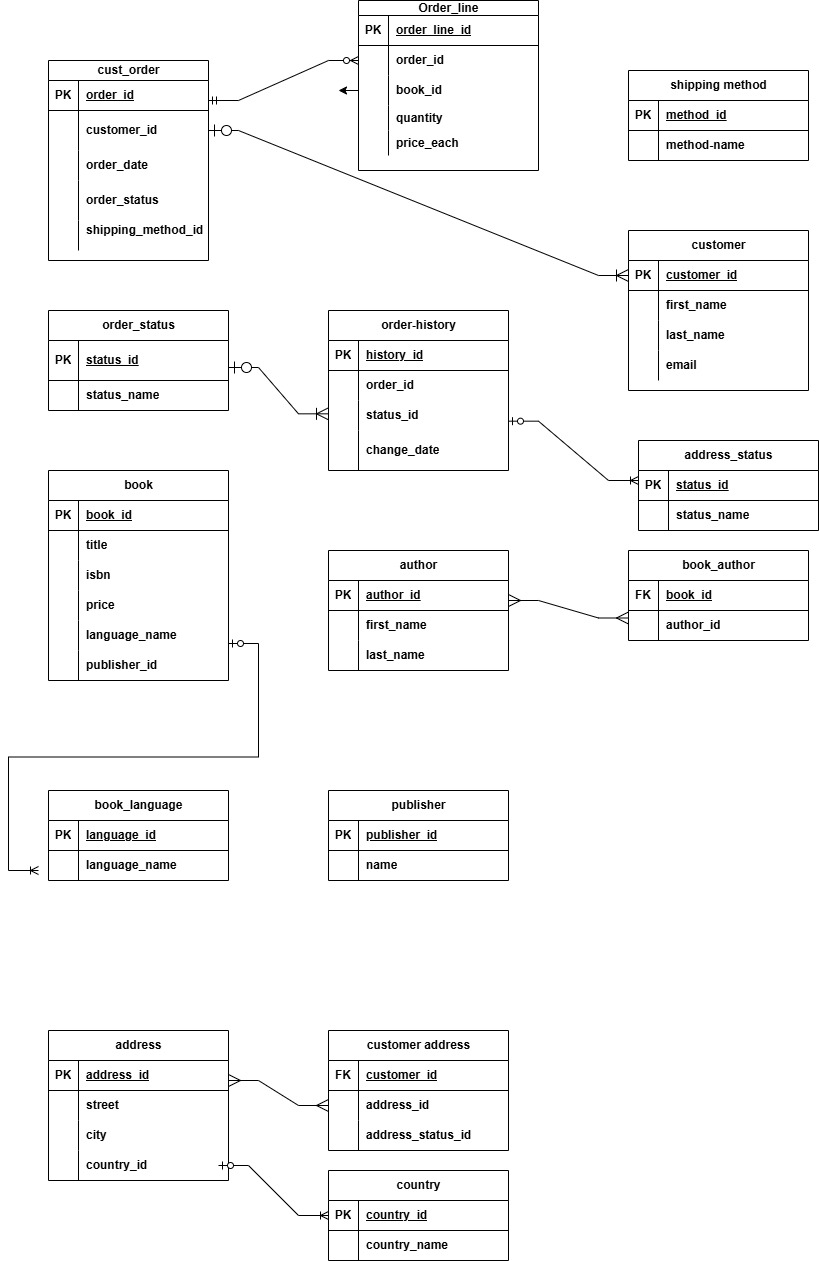 Order_line
PK order_line_id
order_id
book_id
quantity
price_each
cust_order
PK order_id
customer_id
order_date
order_status
shipping_method_id
shipping method
PK method_id
method-name
customer
PK customer_id
first_name
last_name
email
order_status
PK status_id
status_name
order-history
PK history_id
order_id
status_id
change_date
address_status
PK status_id
status_name
book
PK book_id
title
isbn
price
language_name
publisher_id
author
PK author_id
first_name
last_name
book_author
FK book_id
author_id
book_language
PK language_id
language_name
publisher
PK publisher_id
name
address
PK address_id
street
city
country_id
customer address
FK customer_id
address_id
address_status_id
country
PK country_id
country_name